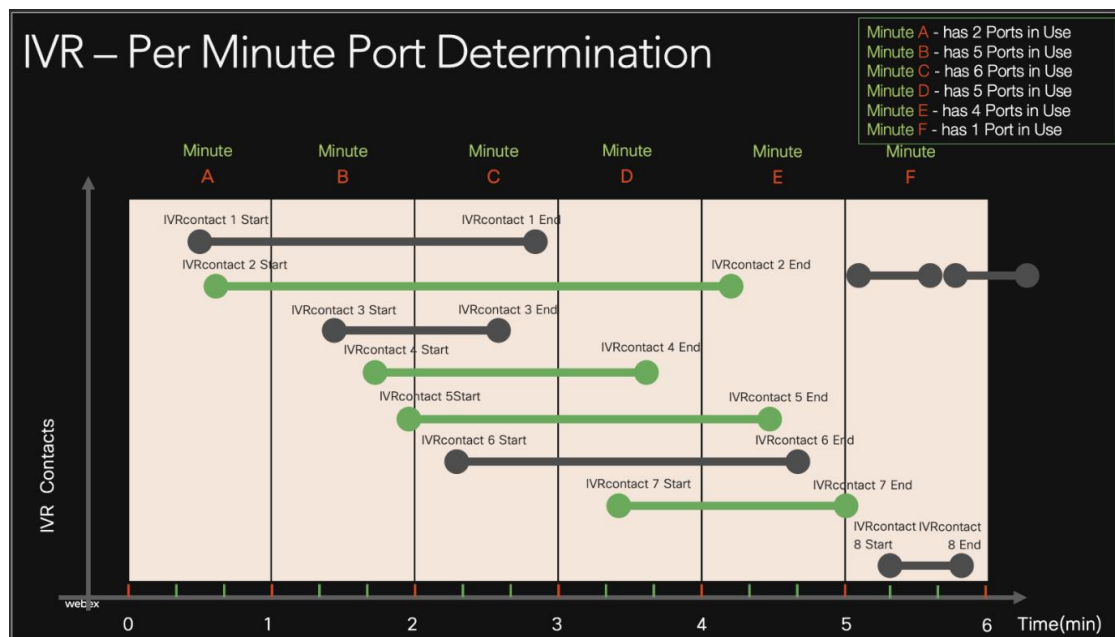 IVR – Per Minute Port Determination
Minute A - has 2 Ports in Use
Minute B - has 5 Ports in Use
Minute C - has 6 Ports in Use
Minute D - has 5 Ports in Use
Minute E - has 4 Ports in Use
Minute F - has 1 Port in Use
Minute Minute Minute Minute Minute Minute
A B C D E F
IVRcontact 1 Start IVRcontact 1 End
IVRcontact 2 Start IVRcontact 2 End
IVRcontact 3 Start IVRcontact 3 End
IVRcontact 4 Start IVRcontact 4 End
IVRcontact 5Start IVRcontact 5 End
IVRcontact 6 Start IVRcontact 6 End
IVRcontact 7 Start IVRcontact 7 End
IVRcontact IVRcontact
8 Start 8 End
IVR Contacts
webex
0 1 2 3 4 5 6 Time(min)